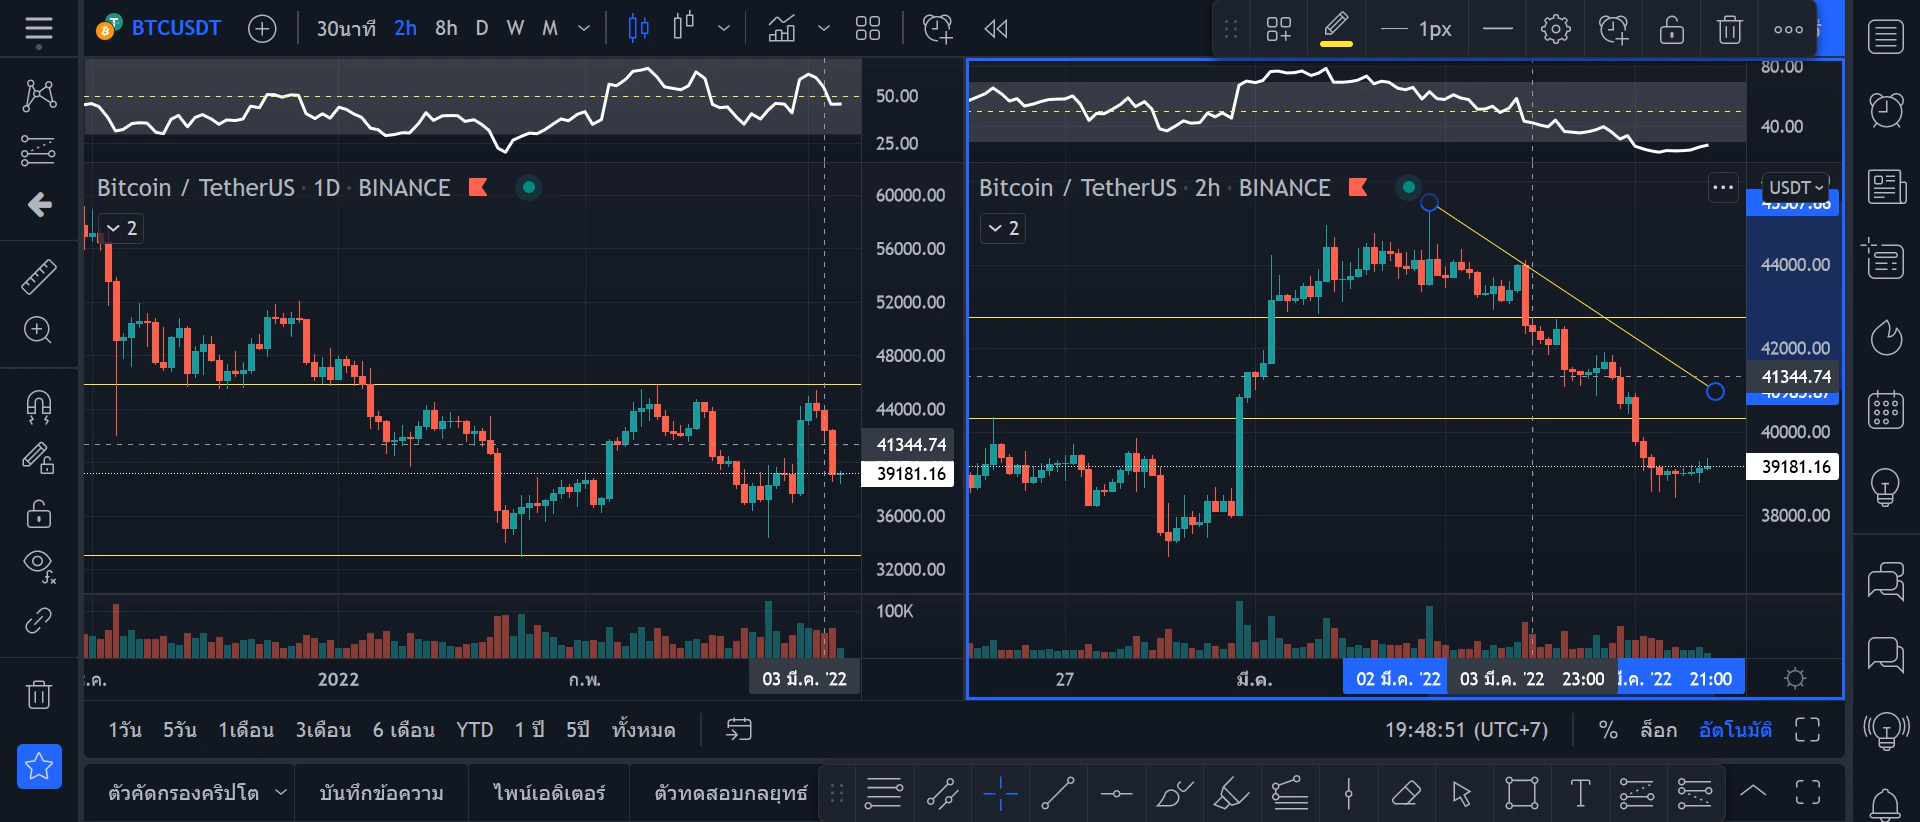 BTCUSDT 30นาที 2h 8h D W M 1px
50.00
25.00
80.00
40.00
Bitcoin / TetherUS · 1D · BINANCE
2
60000.00
56000.00
52000.00
48000.00
44000.00
41344.74
39181.16
36000.00
32000.00
100K
Bitcoin / TetherUS · 2h · BINANCE
USDT
2
44000.00
42000.00
41344.74
40000.00
39181.16
38000.00
2022 ก.พ. 03 มี.ค. '22
27 มี.ค. 02 มี.ค. '22 03 มี.ค. '22 23:00 มี.ค. '22 21:00
1วัน 5วัน 1เดือน 3เดือน 6 เดือน YTD 1 ปี 5ปี ทั้งหมด 19:48:51 (UTC+7) % ล็อก อัตโนมัติ
ตัวคัดกรองคริปโต บันทึกข้อความ ไพน์เอดิเตอร์ ตัวทดสอบกลยุทธ์